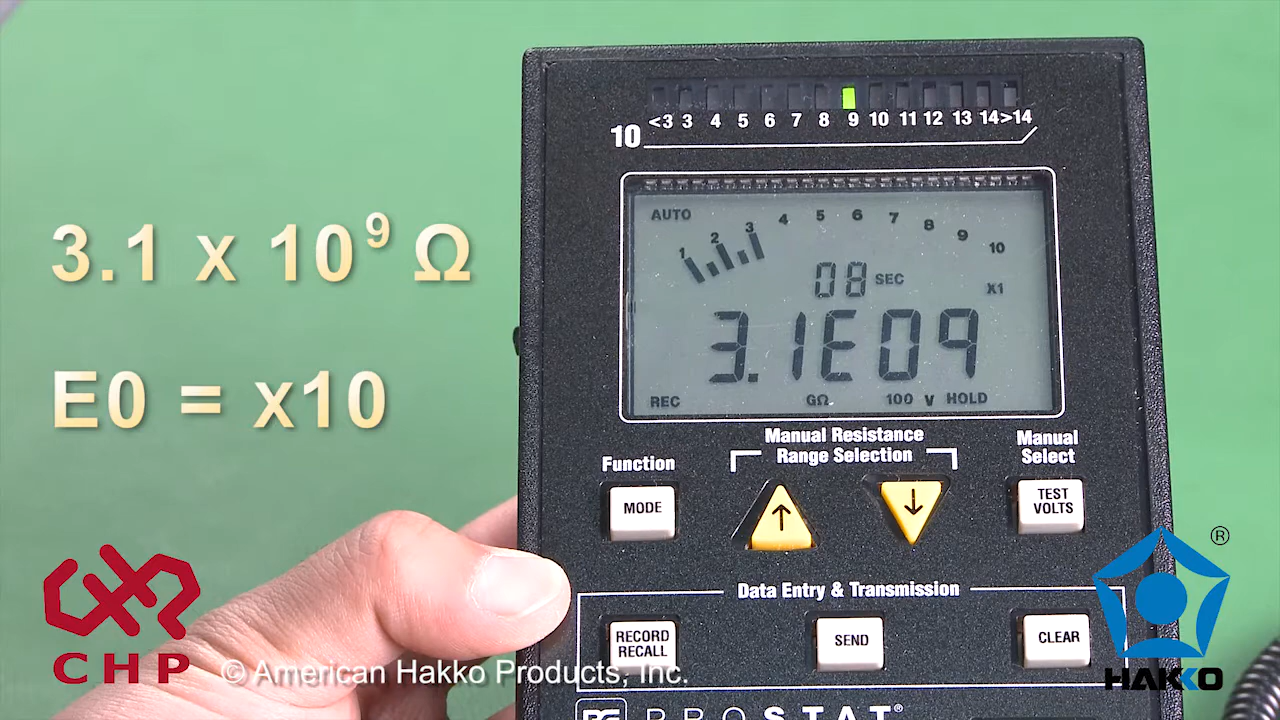 <3 3 4 5 6 7 8 9 10 11 12 13 14 >14
10
AUTO
1 2 3 4 5 6 7 8 9 10
08 SEC
X1
3.1E09
REC GΩ 100 V HOLD
3.1 x 10⁹ Ω
E0 = x10
Manual Resistance
Range Selection
Function
Manual
Select
MODE
TEST
VOLTS
Data Entry & Transmission
RECORD
RECALL
SEND
CLEAR
PROSTAT®
CHP
© American Hakko Products, Inc.
®
HAKKO